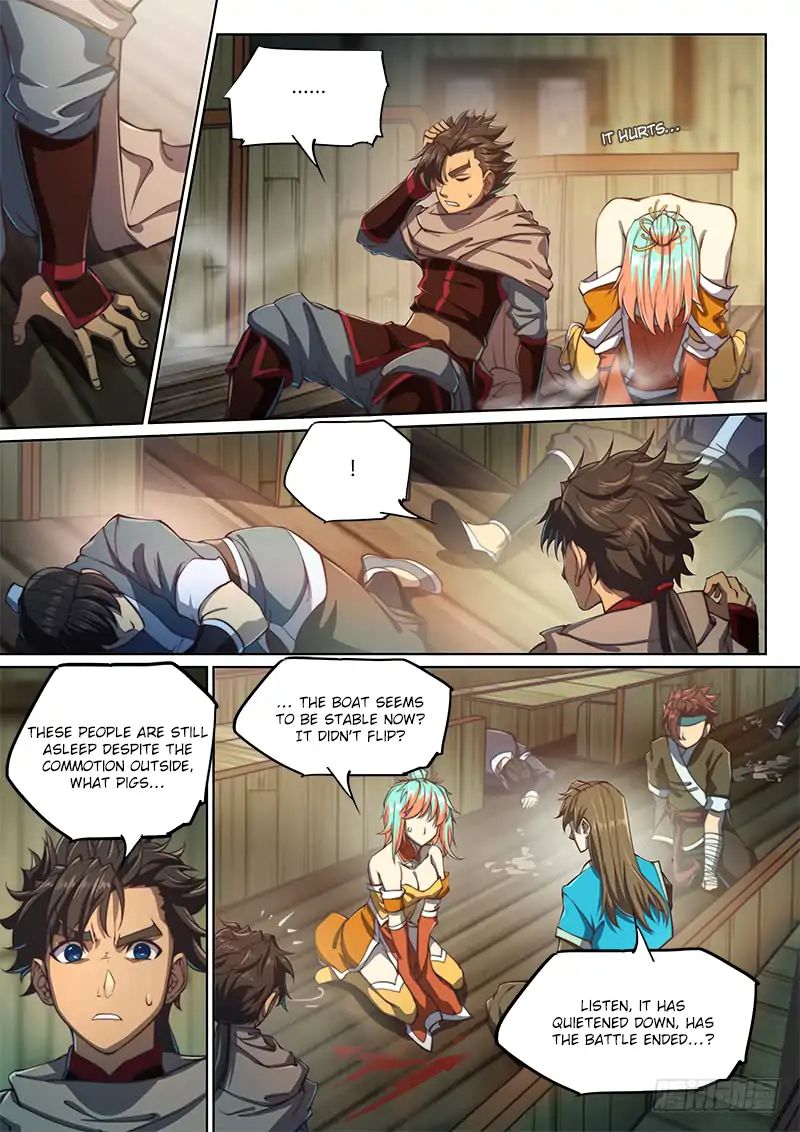 ......
IT HURTS...
!
THESE PEOPLE ARE STILL
ASLEEP DESPITE THE
COMMOTION OUTSIDE,
WHAT PIGS...
... THE BOAT SEEMS
TO BE STABLE NOW?
IT DIDN'T FLIP?
LISTEN, IT HAS
QUIETENED DOWN, HAS
THE BATTLE ENDED...?